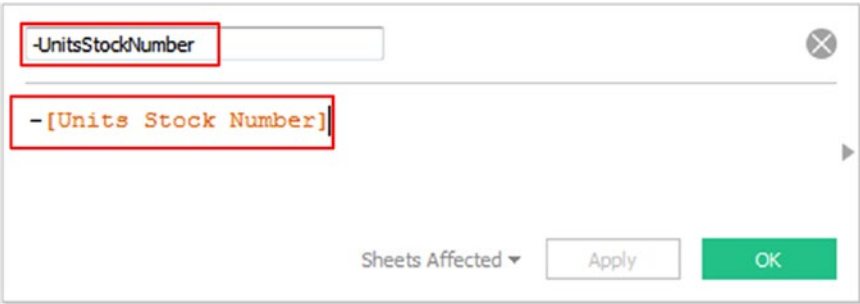 -UnitsStockNumber
-[Units Stock Number]
Sheets Affected Apply OK